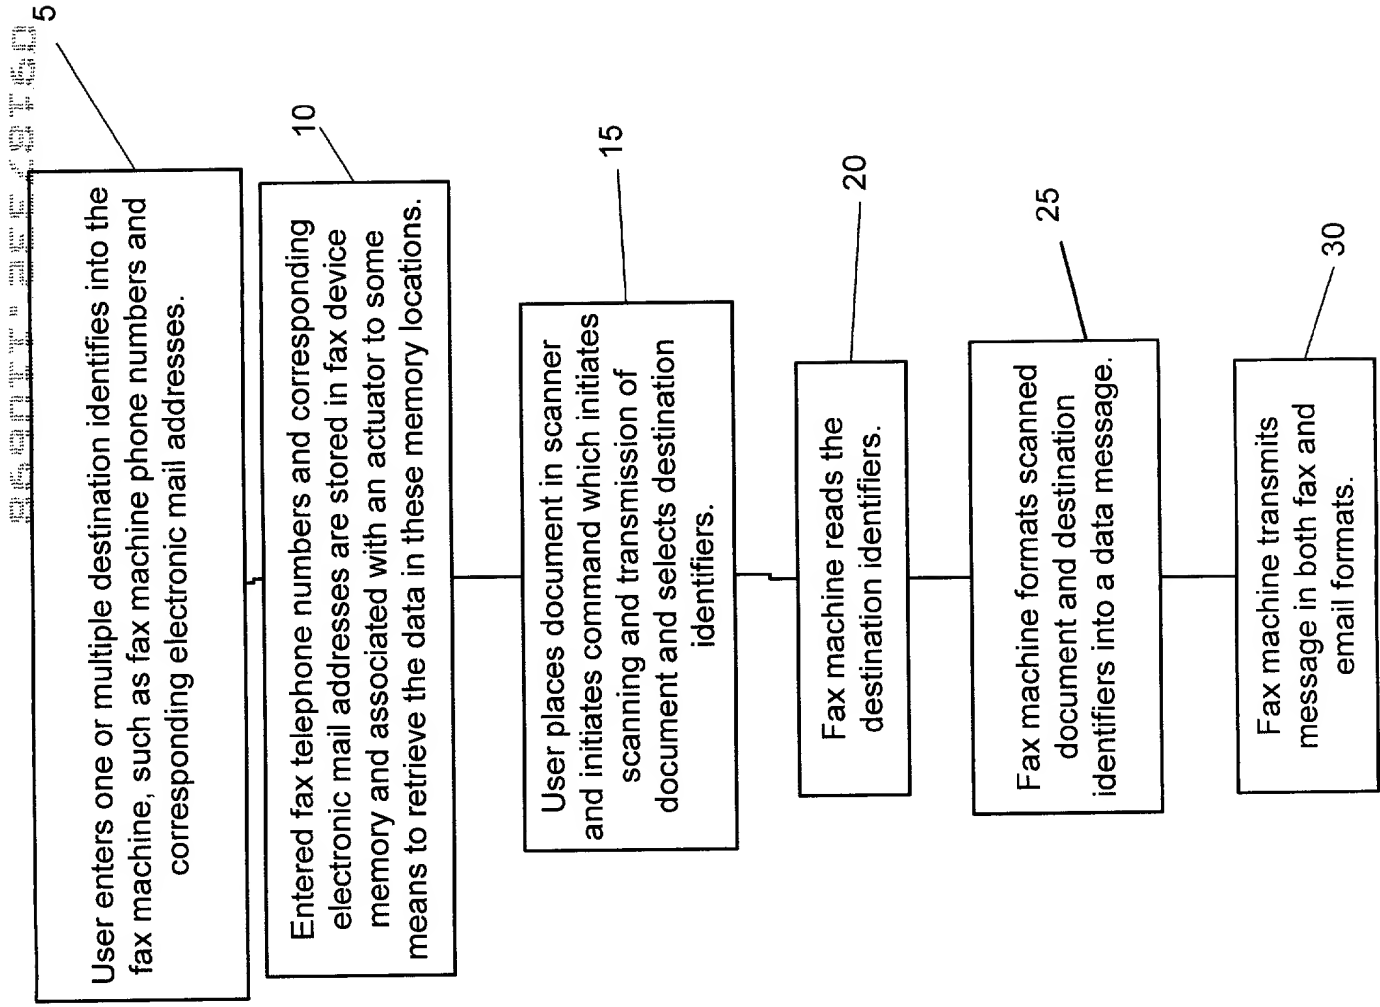 5
User enters one or multiple destination identifies into the
fax machine, such as fax machine phone numbers and
corresponding electronic mail addresses.
10
Entered fax telephone numbers and corresponding
electronic mail addresses are stored in fax device
memory and associated with an actuator to some
means to retrieve the data in these memory locations.
15
User places document in scanner
and initiates command which initiates
scanning and transmission of
document and selects destination
identifiers.
20
Fax machine reads the
destination identifiers.
25
Fax machine formats scanned
document and destination
identifiers into a data message.
30
Fax machine transmits
message in both fax and
email formats.